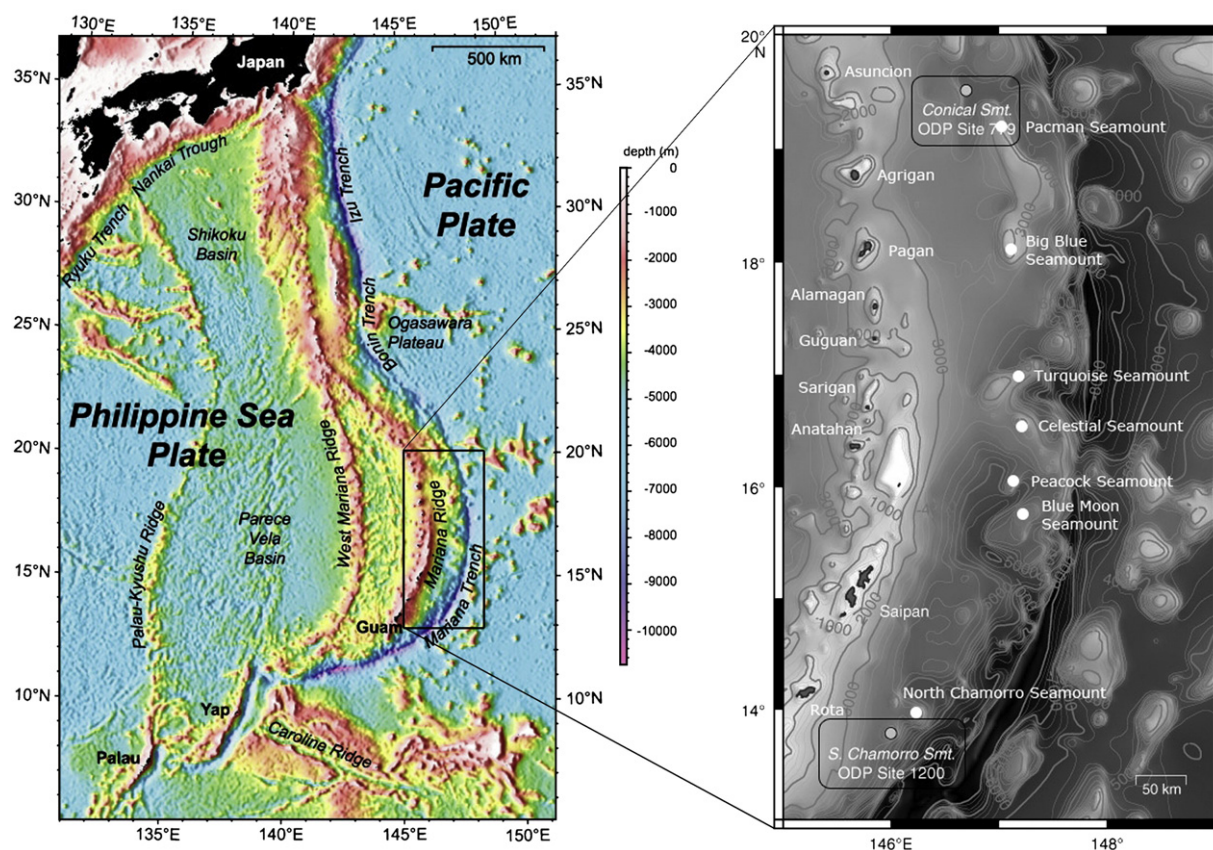 130°E
135°E
140°E
145°E
150°E
35°N
30°N
25°N
20°N
15°N
10°N
35°N
30°N
25°N
20°N
15°N
10°N
135°E
140°E
145°E
150°E
500 km
Japan
Nankai Trough
Ryuku Trench
Shikoku
Basin
Izu Trench
Pacific
Plate
Bonin Trench
Ogasawara
Plateau
Philippine Sea
Plate
West Mariana Ridge
Mariana Ridge
Mariana Trench
Palau-Kyushu Ridge
Parece
Vela
Basin
Guam
Yap
Palau
Caroline Ridge
depth (m)
0
-1000
-2000
-3000
-4000
-5000
-6000
-7000
-8000
-9000
-10000
20°
N
18°
16°
14°
146°E
148°
Asuncion
Conical Smt.
ODP Site 779
Pacman Seamount
Agrigan
Pagan
Big Blue
Seamount
Alamagan
Guguan
Sarigan
Turquoise Seamount
Anatahan
Celestial Seamount
Peacock Seamount
Blue Moon
Seamount
Saipan
North Chamorro Seamount
Rota
S. Chamorro Smt.
ODP Site 1200
50 km
-2000
3000
-1000
-1000
2000